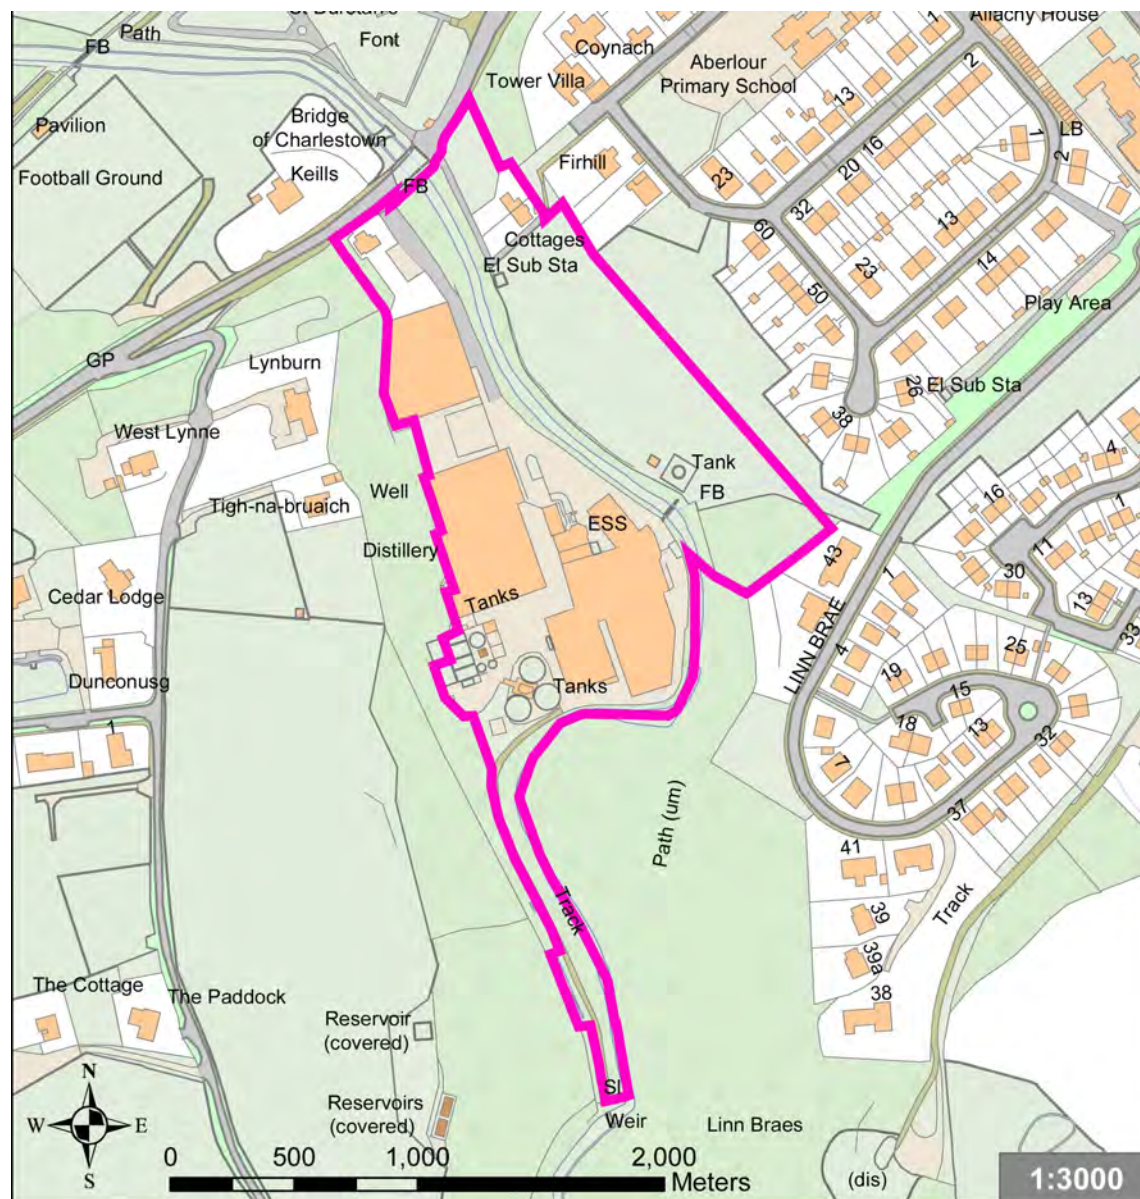 Path
FB
Font
Coynach
Tower Villa
Allachy House
Aberlour
Primary School
1
2
13
Pavilion
Bridge
of Charlestown
Keills
Football Ground
FB
Firhill
23
16
20
32
1
LB
2
13
60
Cottages
El Sub Sta
23
14
50
Play Area
GP
Lynburn
El Sub Sta
26
38
West Lynne
Tank
FB
4
Well
Tigh-na-bruaich
16
1
ESS
Distillery
11
43
30
1
13
Cedar Lodge
Tanks
33
LINN BRAE
4
25
19
Dunconusg
Tanks
15
18
13
32
1
7
37
Path (um)
41
Track
39
Track
39a
The Cottage
The Paddock
38
Reservoir
(covered)
Sl
Reservoirs
(covered)
Weir
Linn Braes
(dis)
N
W
E
S
0
500
1,000
2,000
Meters
1:3000